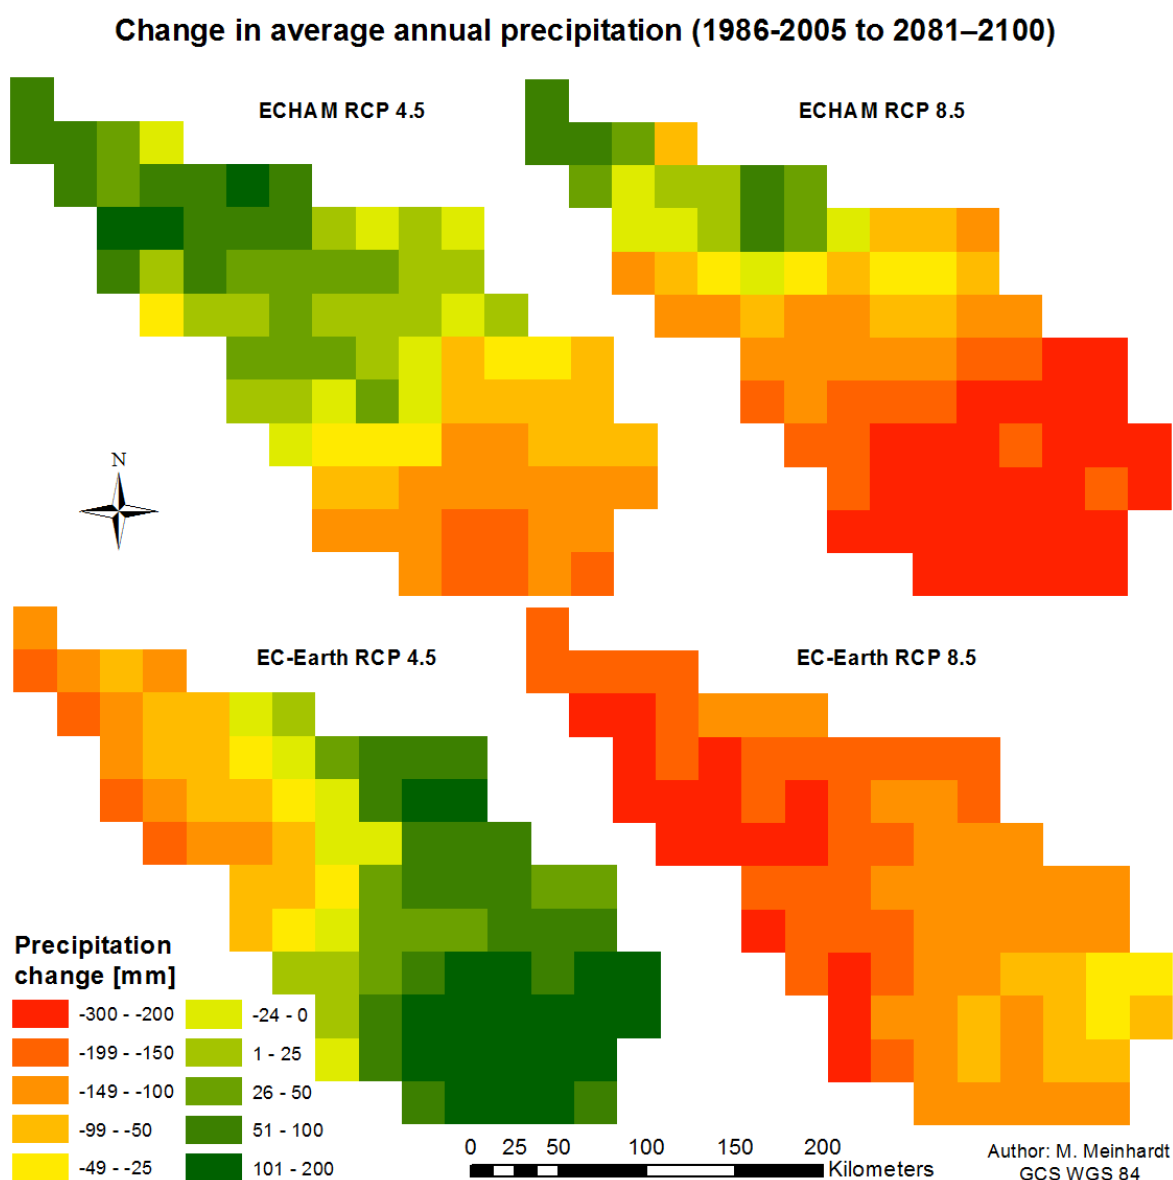 Change in average annual precipitation (1986-2005 to 2081–2100)
ECHAM RCP 4.5
ECHAM RCP 8.5
N
EC-Earth RCP 4.5
EC-Earth RCP 8.5
Precipitation
change [mm]
-300 - -200
-199 - -150
-149 - -100
-99 - -50
-49 - -25
-24 - 0
1 - 25
26 - 50
51 - 100
101 - 200
0 25 50 100 150 200
Kilometers
Author: M. Meinhardt
GCS WGS 84